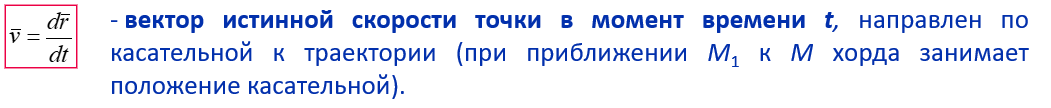 v̅ = dr̅/dt
- вектор истинной скорости точки в момент времени t, направлен по
касательной к траектории (при приближении M₁ к M хорда занимает
положение касательной).